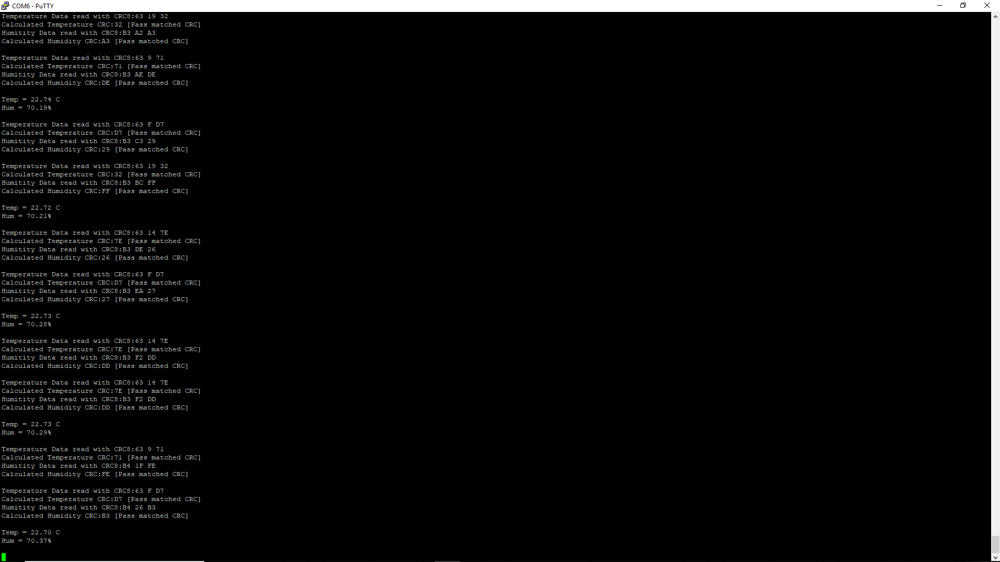 COM6 - PuTTY
Temperature Data read with CRC8:63 19 32
Calculated Temperature CRC:32 [Pass matched CRC]
Humitity Data read with CRC8:B3 A2 A3
Calculated Humidity CRC:A3 [Pass matched CRC]
Temperature Data read with CRC8:63 9 71
Calculated Temperature CRC:71 [Pass matched CRC]
Humitity Data read with CRC8:B3 AE DE
Calculated Humidity CRC:DE [Pass matched CRC]
Temp = 22.74 C
Hum = 70.19%
Temperature Data read with CRC8:63 F D7
Calculated Temperature CRC:D7 [Pass matched CRC]
Humitity Data read with CRC8:B3 C3 29
Calculated Humidity CRC:29 [Pass matched CRC]
Temperature Data read with CRC8:63 19 32
Calculated Temperature CRC:32 [Pass matched CRC]
Humitity Data read with CRC8:B3 BC FF
Calculated Humidity CRC:FF [Pass matched CRC]
Temp = 22.72 C
Hum = 70.21%
Temperature Data read with CRC8:63 14 7E
Calculated Temperature CRC:7E [Pass matched CRC]
Humitity Data read with CRC8:B3 DE 26
Calculated Humidity CRC:26 [Pass matched CRC]
Temperature Data read with CRC8:63 F D7
Calculated Temperature CRC:D7 [Pass matched CRC]
Humitity Data read with CRC8:B3 EA 27
Calculated Humidity CRC:27 [Pass matched CRC]
Temp = 22.73 C
Hum = 70.28%
Temperature Data read with CRC8:63 14 7E
Calculated Temperature CRC:7E [Pass matched CRC]
Humitity Data read with CRC8:B3 F2 DD
Calculated Humidity CRC:DD [Pass matched CRC]
Temperature Data read with CRC8:63 14 7E
Calculated Temperature CRC:7E [Pass matched CRC]
Humitity Data read with CRC8:B3 F2 DD
Calculated Humidity CRC:DD [Pass matched CRC]
Temp = 22.73 C
Hum = 70.29%
Temperature Data read with CRC8:63 9 71
Calculated Temperature CRC:71 [Pass matched CRC]
Humitity Data read with CRC8:B4 1F FE
Calculated Humidity CRC:FE [Pass matched CRC]
Temperature Data read with CRC8:63 F D7
Calculated Temperature CRC:D7 [Pass matched CRC]
Humitity Data read with CRC8:B4 26 B3
Calculated Humidity CRC:B3 [Pass matched CRC]
Temp = 22.70 C
Hum = 70.37%